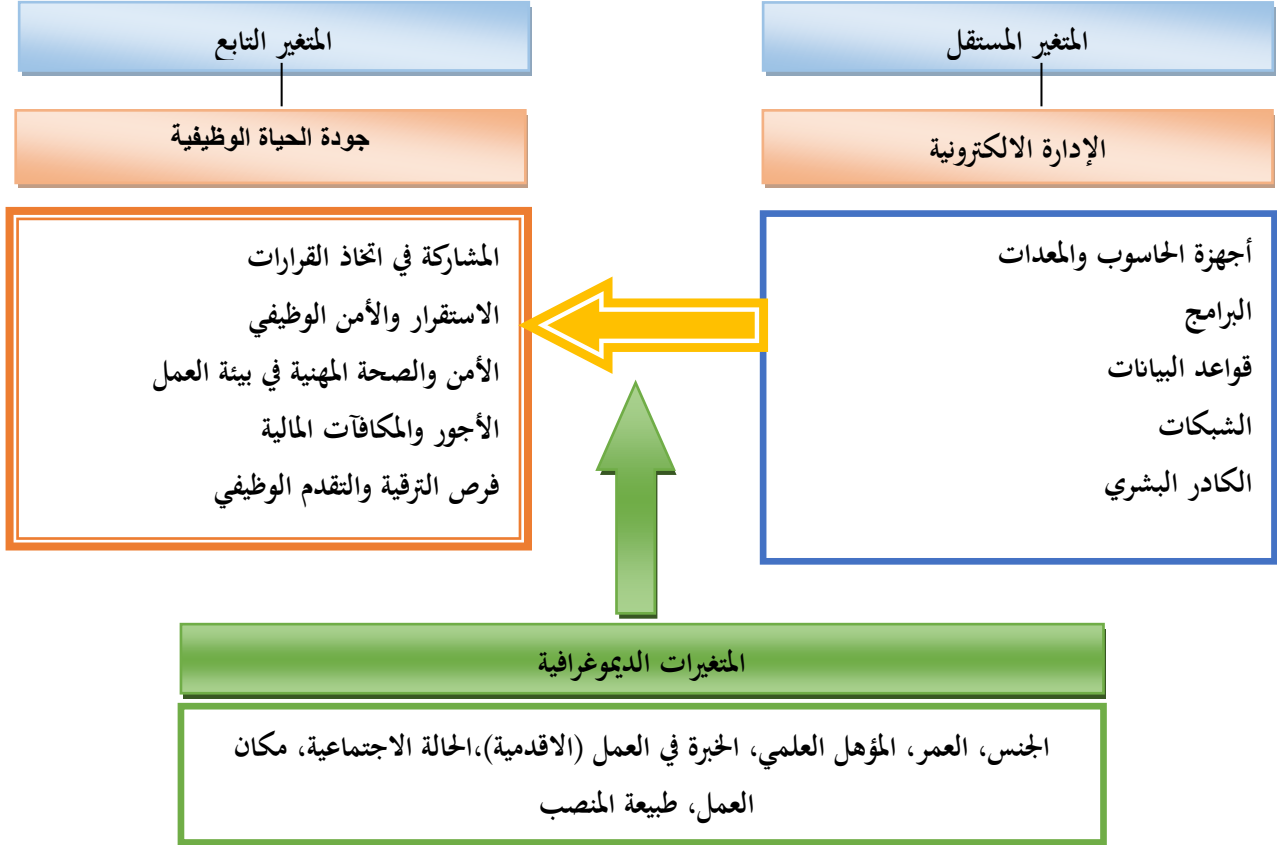 المتغير المستقل
الإدارة الالكترونية
أجهزة الحاسوب والمعدات
البرامج
قواعد البيانات
الشبكات
الكادر البشري
المتغير التابع
جودة الحياة الوظيفية
المشاركة في اتخاذ القرارات
الاستقرار والأمن الوظيفي
الأمن والصحة المهنية في بيئة العمل
الأجور والمكافآت المالية
فرص الترقية والتقدم الوظيفي
المتغيرات الديموغرافية
الجنس، العمر، المؤهل العلمي، الخبرة في العمل (الاقدمية)،الحالة الاجتماعية، مكان
العمل، طبيعة المنصب